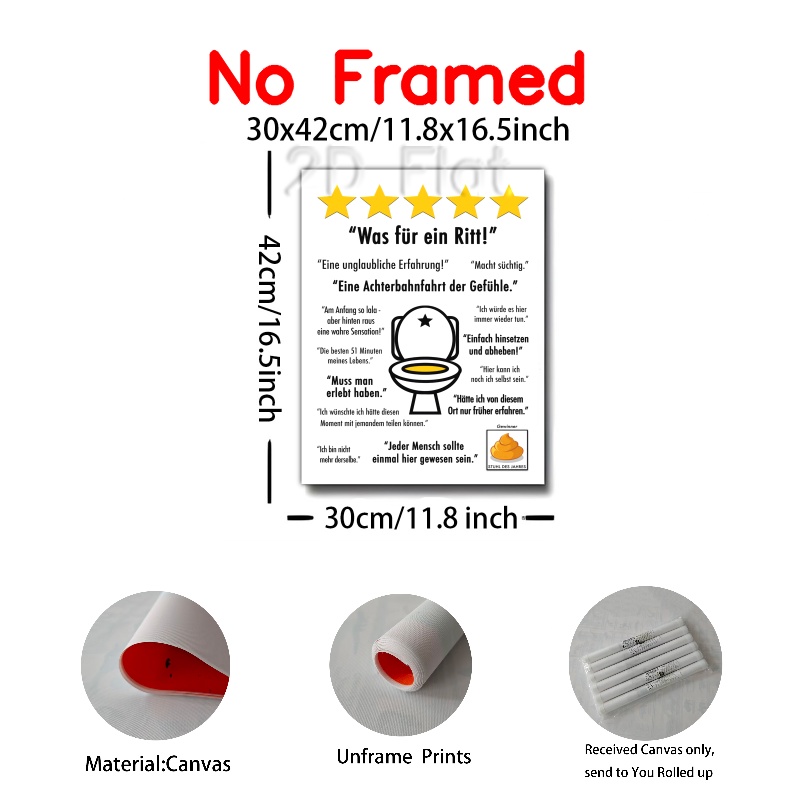 No Framed
30x42cm/11.8x16.5inch
2D Flat
42cm/16.5inch
“Was für ein Ritt!”
“Eine unglaubliche Erfahrung!”
“Macht süchtig.”
“Eine Achterbahnfahrt der Gefühle.”
“Am Anfang so lala -
aber hinten raus
eine wahre Sensation!”
“Ich würde es hier
immer wieder tun.”
“Einfach hinsetzen
und abheben!”
“Die besten 51 Minuten
meines Lebens.”
“Hier kann ich
noch ich selbst sein.”
“Muss man
erlebt haben.”
“Hätte ich von diesem
Ort nur früher erfahren.”
“Ich wünschte ich hätte diesen
Moment mit jemandem teilen können.”
“Ich bin nicht
mehr derselbe.”
“Jeder Mensch sollte
einmal hier gewesen sein.”
Gewinner
STUHL DES JAHRES
30cm/11.8 inch
Material:Canvas
Unframe Prints
Received Canvas only,
send to You Rolled up